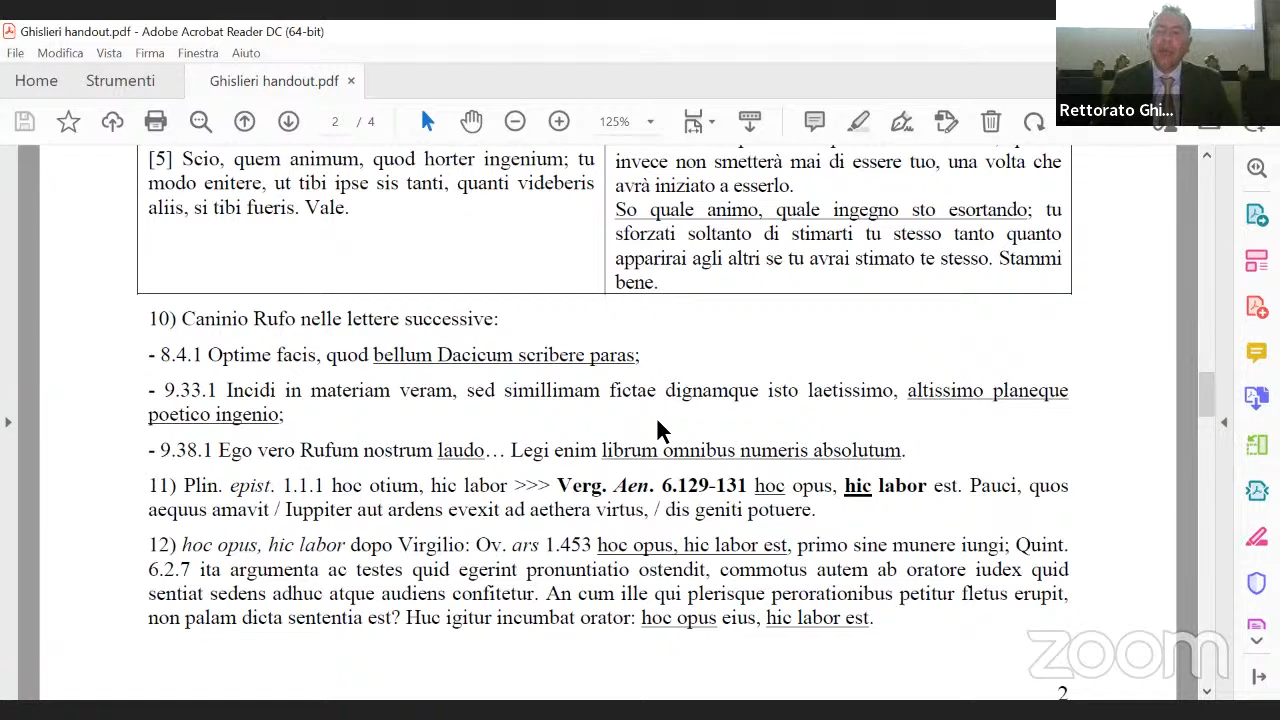 Ghislieri handout.pdf - Adobe Acrobat Reader DC (64-bit)
File Modifica Vista Firma Finestra Aiuto
Home Strumenti Ghislieri handout.pdf ×
2 / 4 125%
Rettorato Ghi...
[5] Scio, quem animum, quod horter ingenium; tu
modo enitere, ut tibi ipse sis tanti, quanti videberis
aliis, si tibi fueris. Vale.
invece non smetterà mai di essere tuo, una volta che
avrà iniziato a esserlo.
So quale animo, quale ingegno sto esortando; tu
sforzati soltanto di stimarti tu stesso tanto quanto
apparirai agli altri se tu avrai stimato te stesso. Stammi
bene.
10) Caninio Rufo nelle lettere successive:
- 8.4.1 Optime facis, quod bellum Dacicum scribere paras;
- 9.33.1 Incidi in materiam veram, sed simillimam fictae dignamque isto laetissimo, altissimo planeque
poetico ingenio;
- 9.38.1 Ego vero Rufum nostrum laudo… Legi enim librum omnibus numeris absolutum.
11) Plin. epist. 1.1.1 hoc otium, hic labor >>> Verg. Aen. 6.129-131 hoc opus, hic labor est. Pauci, quos
aequus amavit / Iuppiter aut ardens evexit ad aethera virtus, / dis geniti potuere.
12) hoc opus, hic labor dopo Virgilio: Ov. ars 1.453 hoc opus, hic labor est, primo sine munere iungi; Quint.
6.2.7 ita argumenta ac testes quid egerint pronuntiatio ostendit, commotus autem ab oratore iudex quid
sentiat sedens adhuc atque audiens confitetur. An cum ille qui plerisque perorationibus petitur fletus erupit,
non palam dicta sententia est? Huc igitur incumbat orator: hoc opus eius, hic labor est.
zoom
2